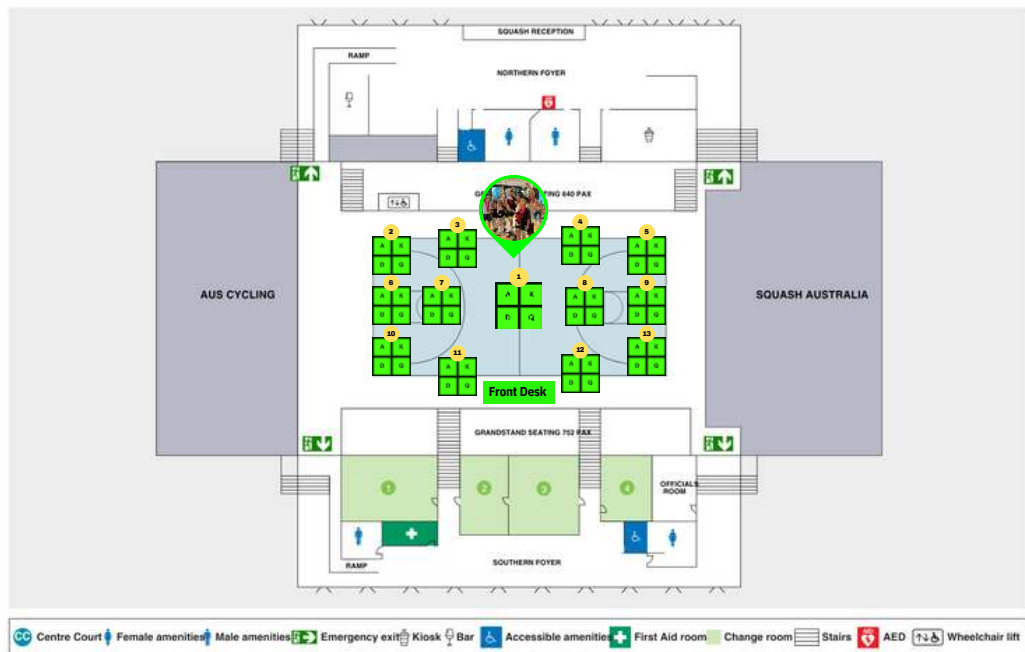 SQUASH RECEPTION
RAMP
NORTHERN FOYER
AED
GR
TING 640 PAX
2
A K
D Q
3
A K
D Q
4
A K
D Q
5
A K
D Q
AUS CYCLING
6
A K
D Q
7
A K
D Q
1
A K
D Q
8
A K
D Q
9
A K
D Q
SQUASH AUSTRALIA
10
A K
D Q
11
A K
D Q
12
A K
D Q
13
A K
D Q
Front Desk
GRANDSTAND SEATING 752 PAX
1
2
3
4
OFFICIALS
ROOM
RAMP
SOUTHERN FOYER
CC Centre Court Female amenities Male amenities Emergency exit Kiosk Bar Accessible amenities First Aid room Change room Stairs AED Wheelchair lift